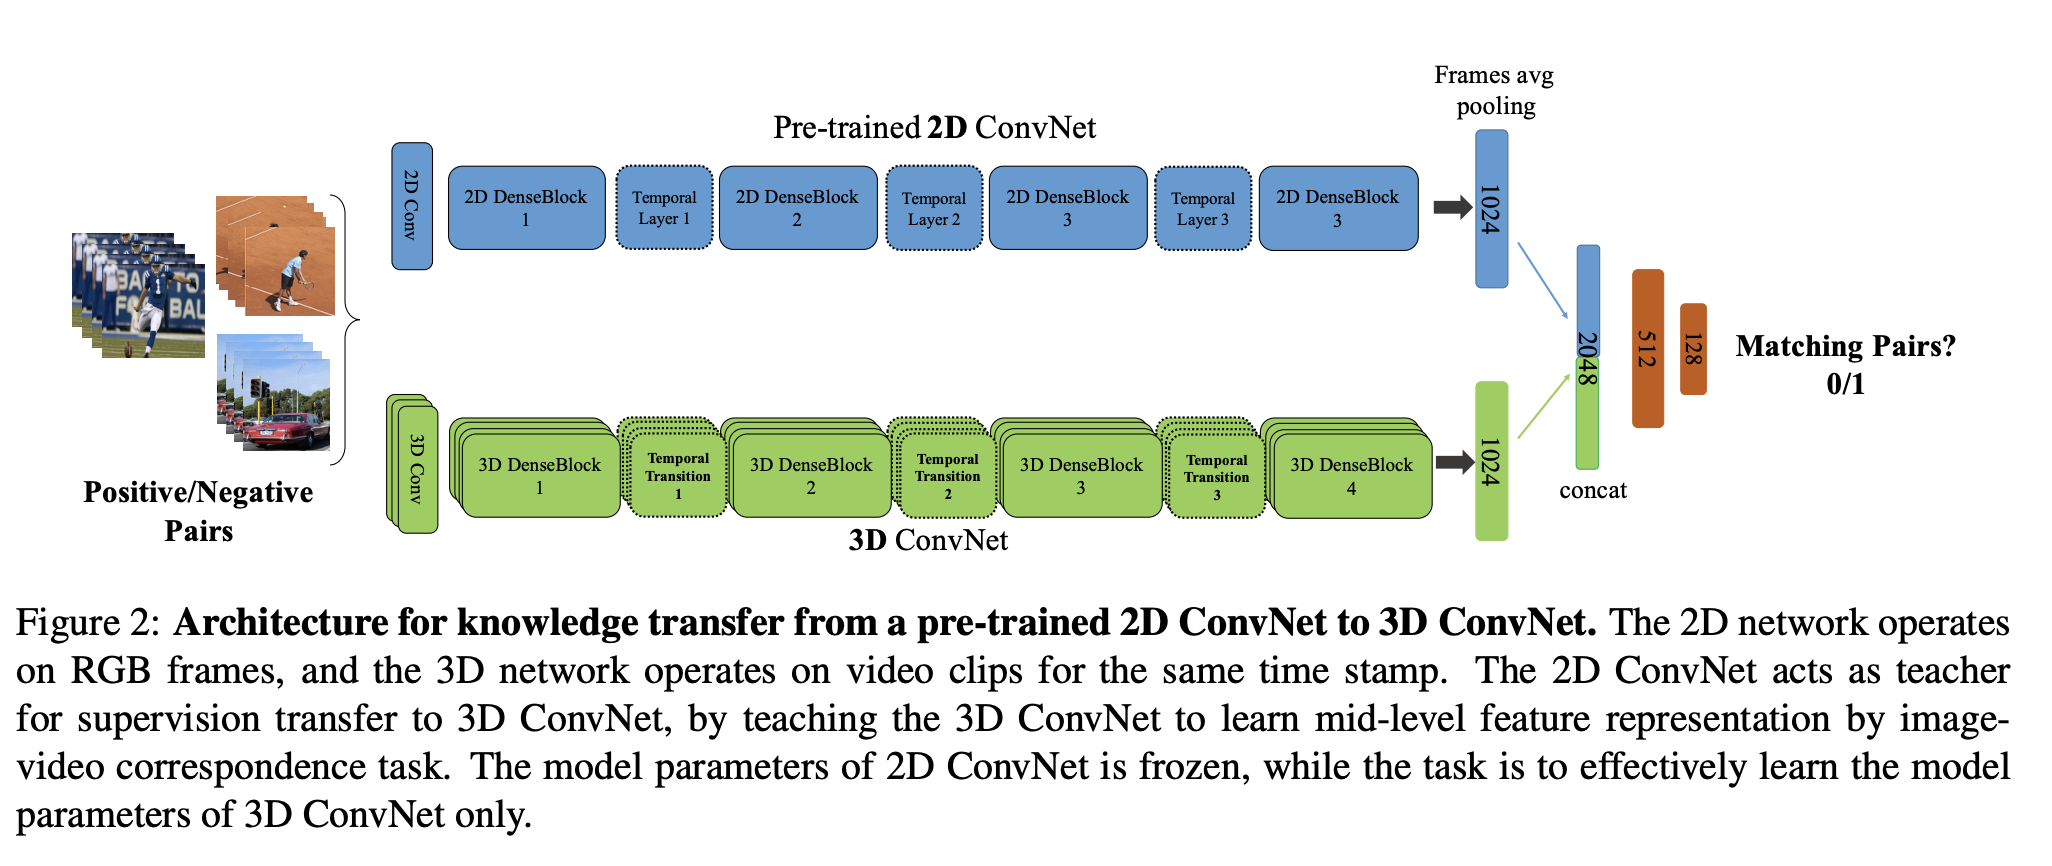 Frames avg
pooling
Pre-trained 2D ConvNet
2D Conv
2D DenseBlock
1
Temporal
Layer 1
2D DenseBlock
2
Temporal
Layer 2
2D DenseBlock
3
Temporal
Layer 3
2D DenseBlock
3
1024
BA
TO
FO
BAL
1
2048
512
128
Matching Pairs?
0/1
3D Conv
3D DenseBlock
1
Temporal
Transition
1
3D DenseBlock
2
Temporal
Transition
2
3D DenseBlock
3
Temporal
Transition
3
3D DenseBlock
4
1024
concat
Positive/Negative
Pairs
3D ConvNet
Figure 2: Architecture for knowledge transfer from a pre-trained 2D ConvNet to 3D ConvNet. The 2D network operates
on RGB frames, and the 3D network operates on video clips for the same time stamp. The 2D ConvNet acts as teacher
for supervision transfer to 3D ConvNet, by teaching the 3D ConvNet to learn mid-level feature representation by image-
video correspondence task. The model parameters of 2D ConvNet is frozen, while the task is to effectively learn the model
parameters of 3D ConvNet only.